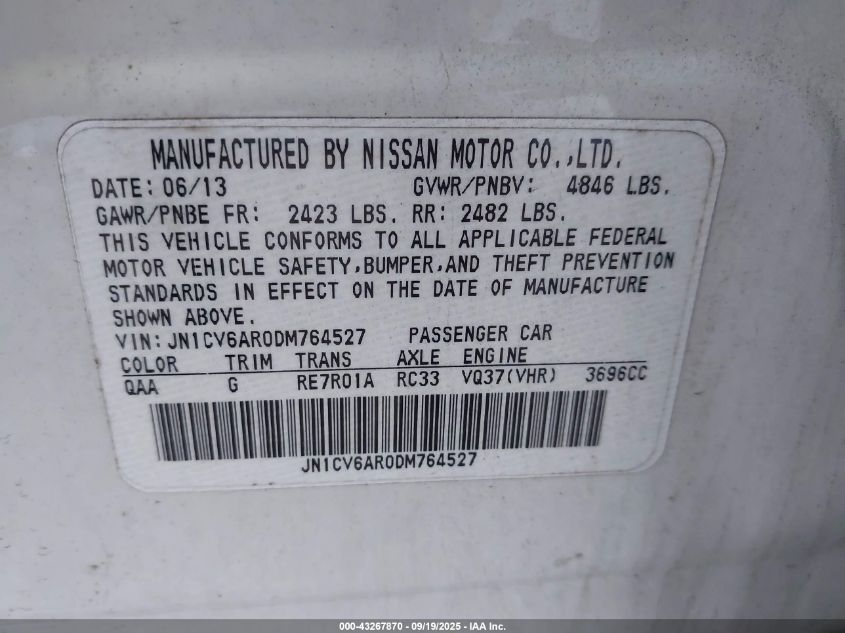 MANUFACTURED BY NISSAN MOTOR CO.,LTD.
DATE: 06/13 GVWR/PNBV: 4846 LBS.
GAWR/PNBE FR: 2423 LBS. RR: 2482 LBS.
THIS VEHICLE CONFORMS TO ALL APPLICABLE FEDERAL
MOTOR VEHICLE SAFETY,BUMPER,AND THEFT PREVENTION
STANDARDS IN EFFECT ON THE DATE OF MANUFACTURE
SHOWN ABOVE.
VIN: JN1CV6AR0DM764527 PASSENGER CAR
COLOR TRIM TRANS AXLE ENGINE
QAA G RE7R01A RC33 VQ37(VHR) 3696CC
JN1CV6AR0DM764527
000-43267870 - 09/19/2025 - IAA Inc.